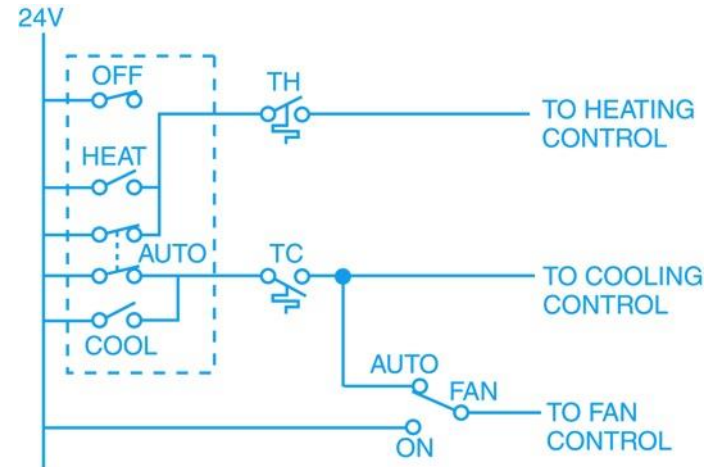 24V
OFF
TH
TO HEATING
CONTROL
HEAT
AUTO
TC
TO COOLING
CONTROL
COOL
AUTO
FAN
TO FAN
CONTROL
ON